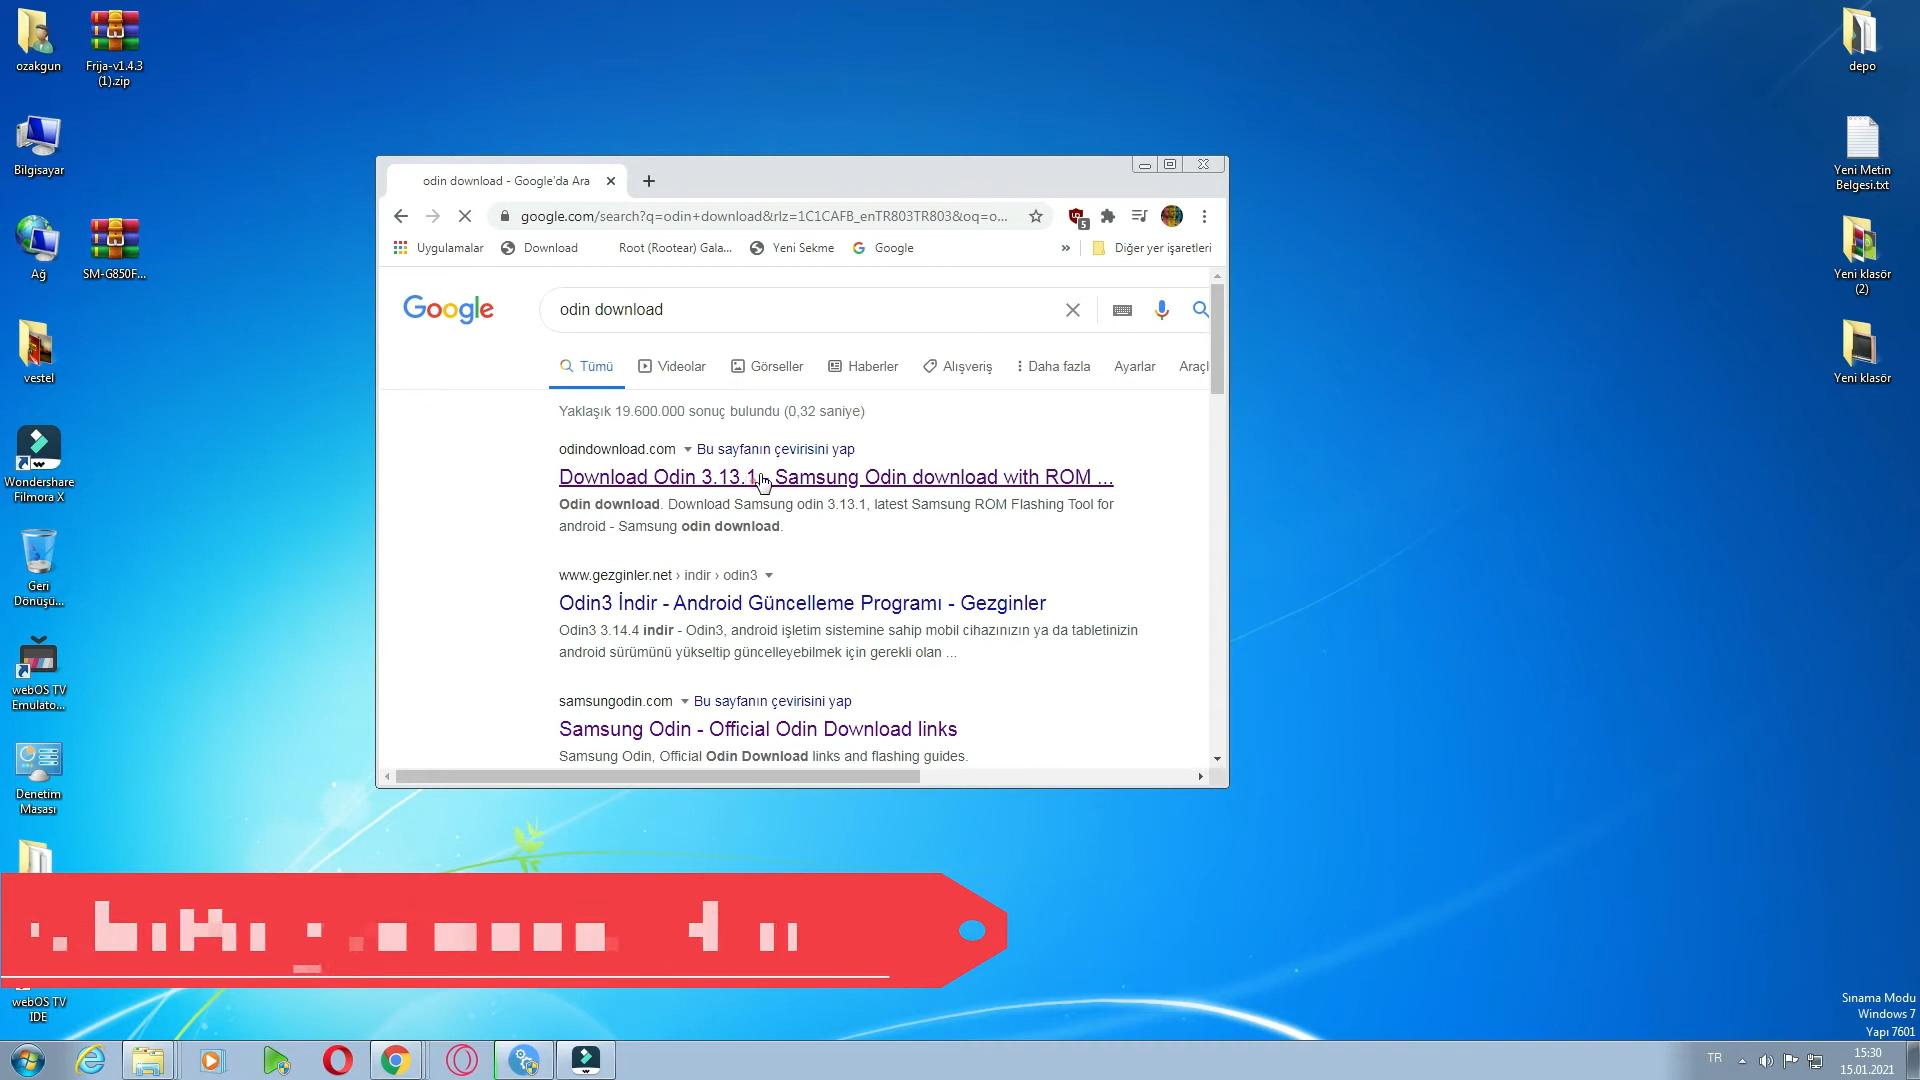 ozakgun
Frija-v1.4.3
(1).zip
Bilgisayar
Ağ
SM-G850F...
vestel
Wondershare
Filmora X
Geri
Dönüşü...
webOS TV
Emulato...
Denetim
Masası
webOS TV
IDE
depo
Yeni Metin
Belgesi.txt
Yeni klasör
(2)
Yeni klasör
odin download - Google'da Ara
google.com/search?q=odin+download&rlz=1C1CAFB_enTR803TR803&oq=o...
5
Uygulamalar Download Root (Rootear) Gala... Yeni Sekme Google » Diğer yer işaretleri
Google
odin download
Tümü Videolar Görseller Haberler Alışveriş Daha fazla Ayarlar Araçl
Yaklaşık 19.600.000 sonuç bulundu (0,32 saniye)
odindownload.com Bu sayfanın çevirisini yap
Download Odin 3.13.1 Samsung Odin download with ROM ...
Odin download. Download Samsung odin 3.13.1, latest Samsung ROM Flashing Tool for
android - Samsung odin download.
www.gezginler.net › indir › odin3
Odin3 İndir - Android Güncelleme Programı - Gezginler
Odin3 3.14.4 indir - Odin3, android işletim sistemine sahip mobil cihazınızın ya da tabletinizin
android sürümünü yükseltip güncelleyebilmek için gerekli olan ...
samsungodin.com Bu sayfanın çevirisini yap
Samsung Odin - Official Odin Download links
Samsung Odin, Official Odin Download links and flashing guides.
Sınama Modu
Windows 7
Yapı 7601
TR
15:30
15.01.2021